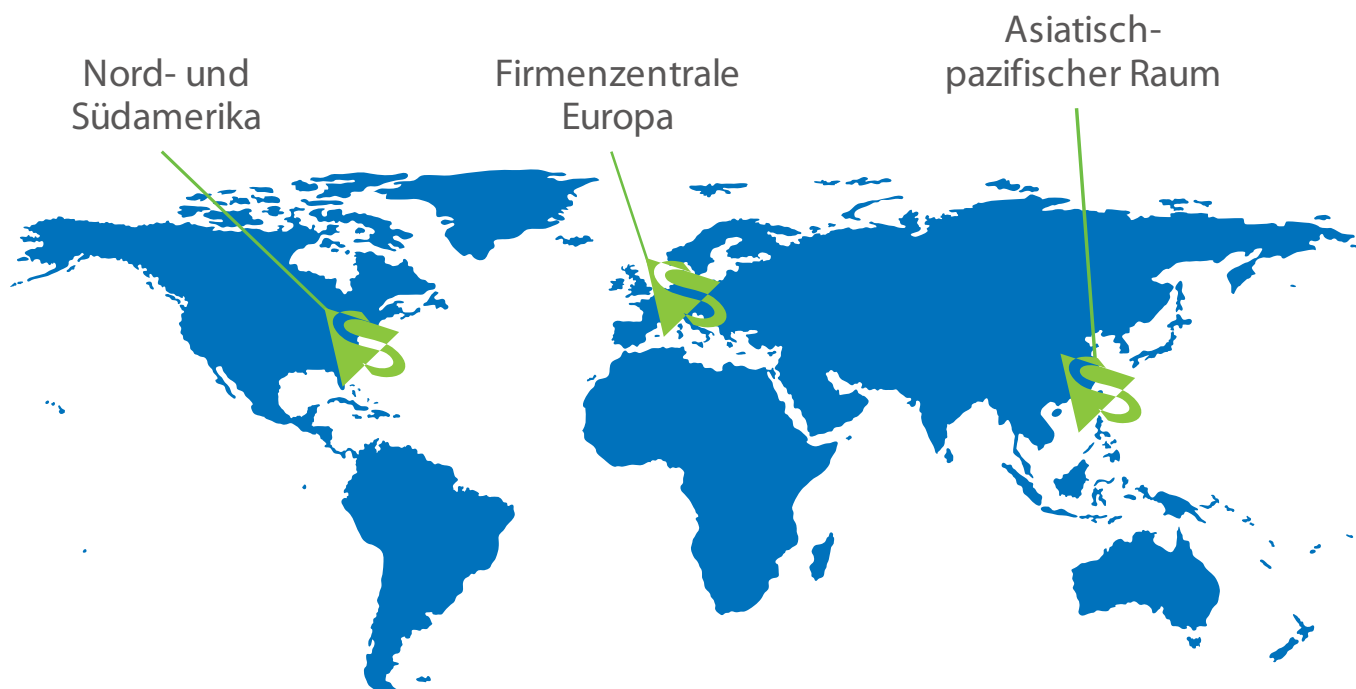 Nord- und
Südamerika
Firmenzentrale
Europa
Asiatisch-
pazifischer Raum